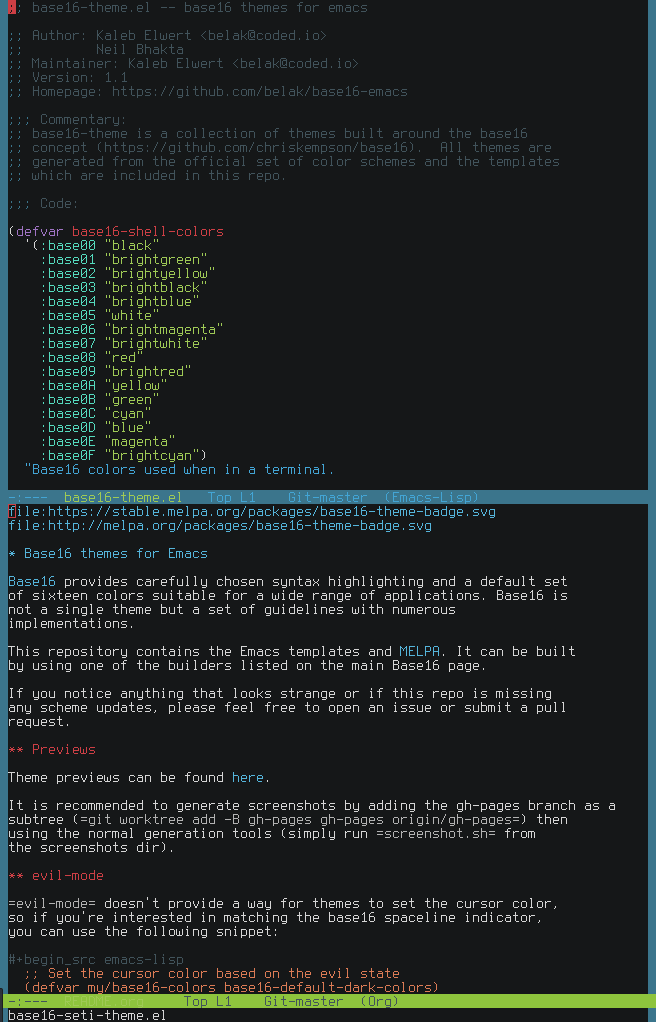 ;; base16-theme.el -- base16 themes for emacs
;; Author: Kaleb Elwert <belak@coded.io>
;;         Neil Bhakta
;; Maintainer: Kaleb Elwert <belak@coded.io>
;; Version: 1.1
;; Homepage: https://github.com/belak/base16-emacs
;;; Commentary:
;; base16-theme is a collection of themes built around the base16
;; concept (https://github.com/chriskempson/base16).  All themes are
;; generated from the official set of color schemes and the templates
;; which are included in this repo.
;;; Code:
(defvar base16-shell-colors
  '(:base00 "black"
    :base01 "brightgreen"
    :base02 "brightyellow"
    :base03 "brightblack"
    :base04 "brightblue"
    :base05 "white"
    :base06 "brightmagenta"
    :base07 "brightwhite"
    :base08 "red"
    :base09 "brightred"
    :base0A "yellow"
    :base0B "green"
    :base0C "cyan"
    :base0D "blue"
    :base0E "magenta"
    :base0F "brightcyan")
  "Base16 colors used when in a terminal.
-:---  base16-theme.el   Top L1    Git-master  (Emacs-Lisp)
file:https://stable.melpa.org/packages/base16-theme-badge.svg
file:http://melpa.org/packages/base16-theme-badge.svg
* Base16 themes for Emacs
Base16 provides carefully chosen syntax highlighting and a default set
of sixteen colors suitable for a wide range of applications. Base16 is
not a single theme but a set of guidelines with numerous
implementations.
This repository contains the Emacs templates and MELPA. It can be built
by using one of the builders listed on the main Base16 page.
If you notice anything that looks strange or if this repo is missing
any scheme updates, please feel free to open an issue or submit a pull
request.
** Previews
Theme previews can be found here.
It is recommended to generate screenshots by adding the gh-pages branch as a
subtree (=git worktree add -B gh-pages gh-pages origin/gh-pages=) then
using the normal generation tools (simply run =screenshot.sh= from
the screenshots dir).
** evil-mode
=evil-mode= doesn't provide a way for themes to set the cursor color,
so if you're interested in matching the base16 spaceline indicator,
you can use the following snippet:
#+begin_src emacs-lisp
  ;; Set the cursor color based on the evil state
  (defvar my/base16-colors base16-default-dark-colors)
-:---  README.org     Top L1    Git-master  (Org)
base16-seti-theme.el